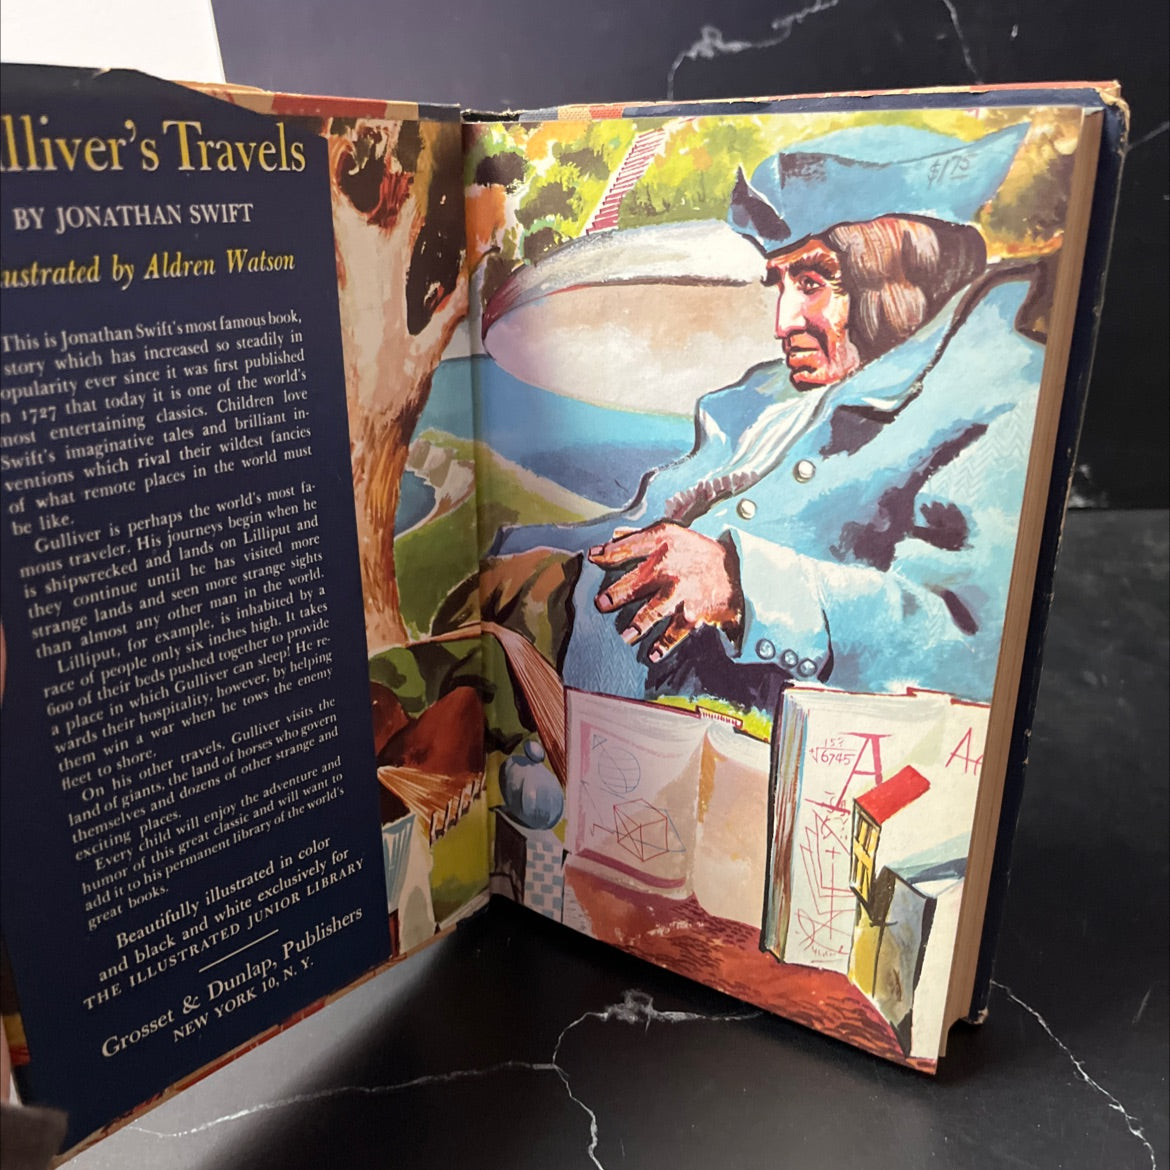 lliver's Travels
BY JONATHAN SWIFT
ustrated by Aldren Watson
This is Jonathan Swift's most famous book,
story which has increased so steadily in
opularity ever since it was first published
n 1727 that today it is one of the world's
most entertaining classics. Children love
Swift's imaginative tales and brilliant in-
ventions which rival their wildest fancies
of what remote places in the world must
be like.
Gulliver is perhaps the world's most fa-
mous traveler. His journeys begin when he
is shipwrecked and lands on Lilliput and
they continue until he has visited more
strange lands and seen more strange sights
than almost any other man in the world.
Lilliput, for example, is inhabited by a
race of people only six inches high. It takes
600 of their beds pushed together to provide
a place in which Gulliver can sleep! He re-
wards their hospitality, however, by helping
them win a war when he tows the enemy
fleet to shore.
On his other travels, Gulliver visits the
land of giants, the land of horses who govern
themselves and dozens of other strange and
exciting places.
Every child will enjoy the adventure and
humor of this great classic and will want to
add it to his permanent library of the world's
great books.
Beautifully illustrated in color
and black and white exclusively for
THE ILLUSTRATED JUNIOR LIBRARY
Grosset & Dunlap, Publishers
NEW YORK 10, N. Y.
$1.75
15?
√6745
A
A